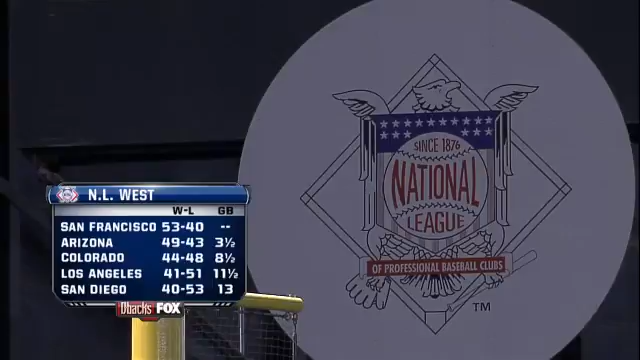 N.L. WEST
W-L GB
SAN FRANCISCO 53-40 --
ARIZONA 49-43 3½
COLORADO 44-48 8½
LOS ANGELES 41-51 11½
SAN DIEGO 40-53 13
Dbacks FOX
SINCE 1876
NATIONAL
LEAGUE
OF PROFESSIONAL BASEBALL CLUBS
TM